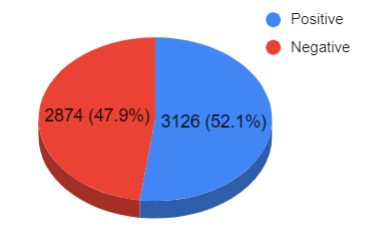 Positive
Negative
2874 (47.9%)
3126 (52.1%)